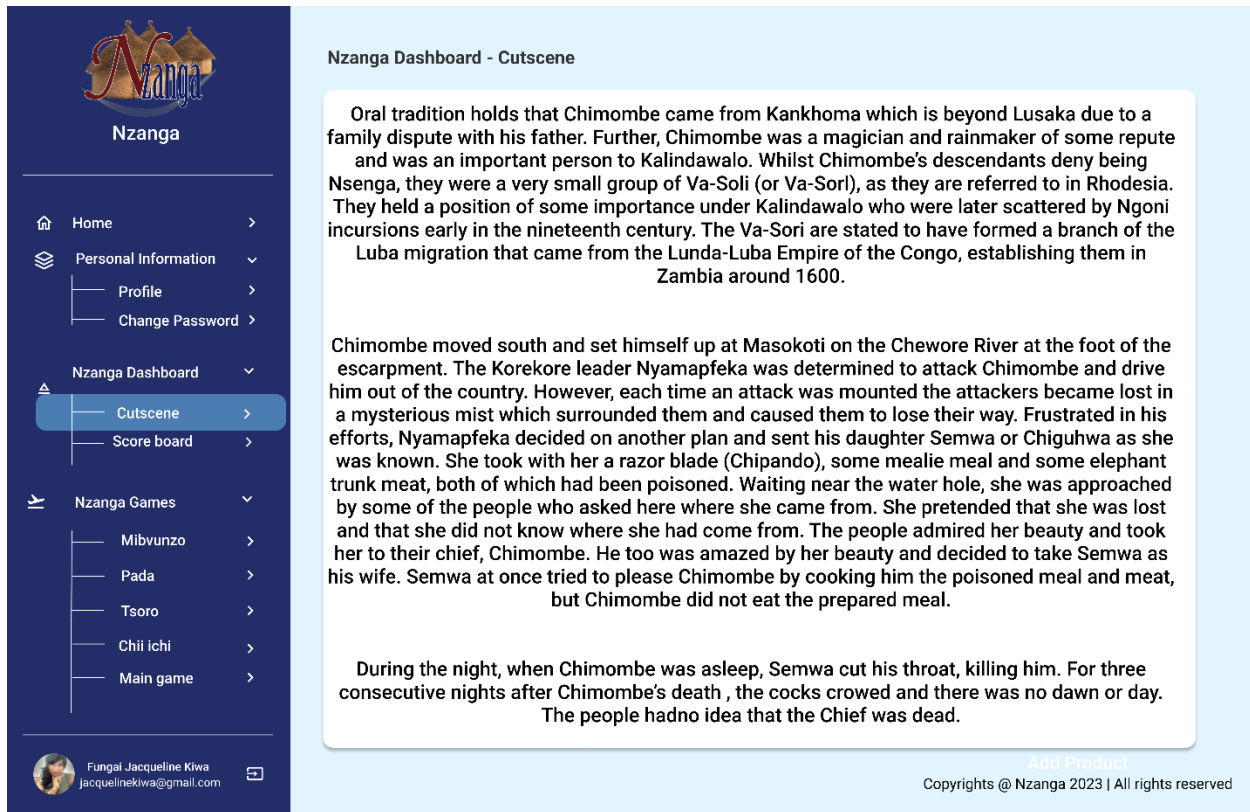 Nzanga
Nzanga
Home
Personal Information
Profile
Change Password
Nzanga Dashboard
Cutscene
Score board
Nzanga Games
Mibvunzo
Pada
Tsoro
Chii ichi
Main game
Fungai Jacqueline Kiwa
jacquelinekiwa@gmail.com
Nzanga Dashboard - Cutscene
Oral tradition holds that Chimombe came from Kankhoma which is beyond Lusaka due to a
family dispute with his father. Further, Chimombe was a magician and rainmaker of some repute
and was an important person to Kalindawalo. Whilst Chimombe's descendants deny being
Nsenga, they were a very small group of Va-Soli (or Va-Sorl), as they are referred to in Rhodesia.
They held a position of some importance under Kalindawalo who were later scattered by Ngoni
incursions early in the nineteenth century. The Va-Sori are stated to have formed a branch of the
Luba migration that came from the Lunda-Luba Empire of the Congo, establishing them in
Zambia around 1600.
Chimombe moved south and set himself up at Masokoti on the Chewore River at the foot of the
escarpment. The Korekore leader Nyamapfeka was determined to attack Chimombe and drive
him out of the country. However, each time an attack was mounted the attackers became lost in
a mysterious mist which surrounded them and caused them to lose their way. Frustrated in his
efforts, Nyamapfeka decided on another plan and sent his daughter Semwa or Chiguhwa as she
was known. She took with her a razor blade (Chipando), some mealie meal and some elephant
trunk meat, both of which had been poisoned. Waiting near the water hole, she was approached
by some of the people who asked here where she came from. She pretended that she was lost
and that she did not know where she had come from. The people admired her beauty and took
her to their chief, Chimombe. He too was amazed by her beauty and decided to take Semwa as
his wife. Semwa at once tried to please Chimombe by cooking him the poisoned meal and meat,
but Chimombe did not eat the prepared meal.
During the night, when Chimombe was asleep, Semwa cut his throat, killing him. For three
consecutive nights after Chimombe's death , the cocks crowed and there was no dawn or day.
The people hadno idea that the Chief was dead.
Add Product
Copyrights @ Nzanga 2023 | All rights reserved